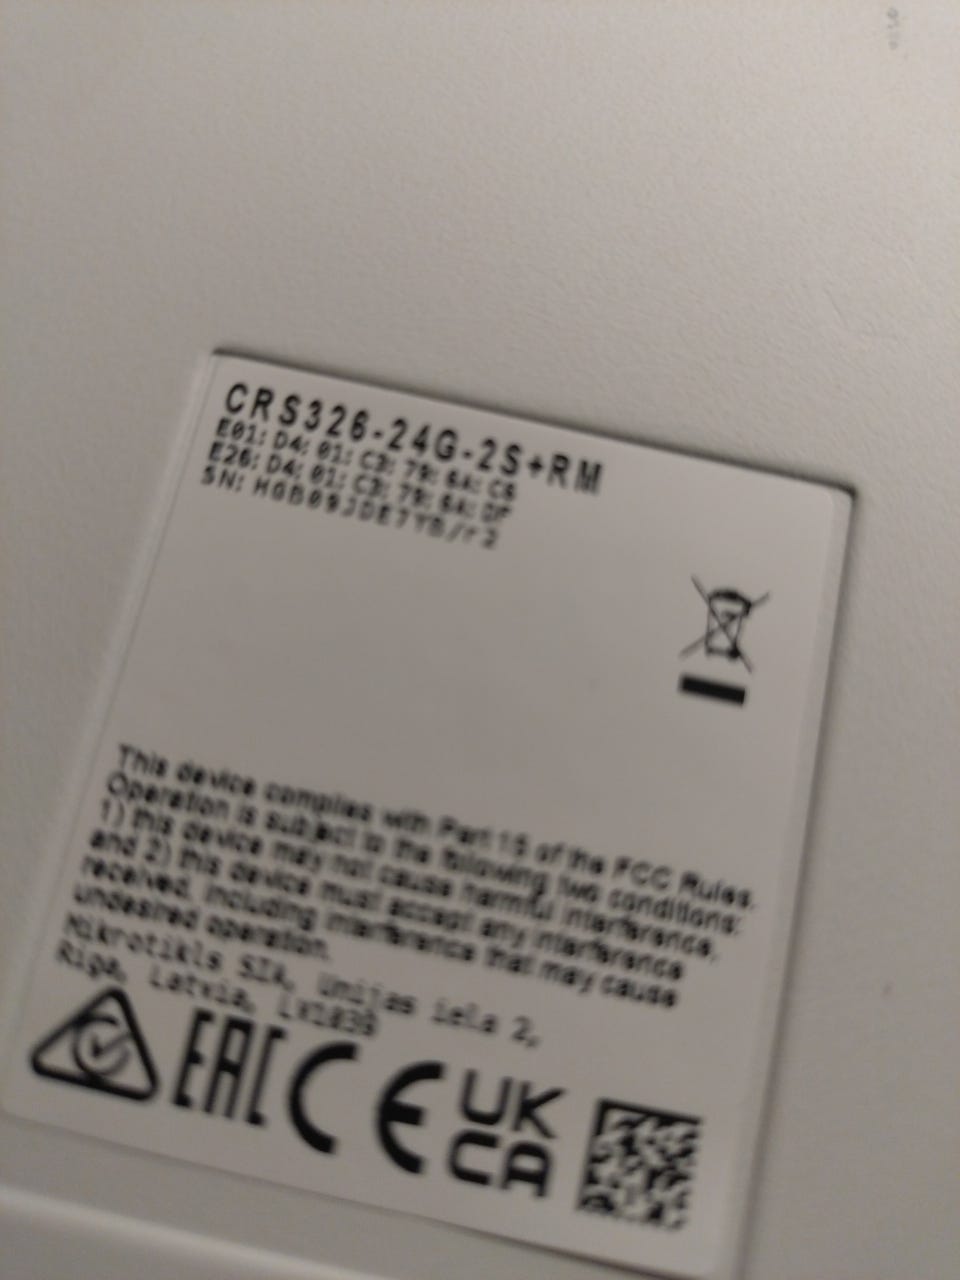 CRS326-24G-2S+RM
E01: D4: 01: C3: 79: 6A: C6
E26: D4: 01: C3: 79: 6A: DF
SN:
This device complies with Part 15 of the FCC Rules.
Operation is subject to the following two conditions:
1) this device may not cause harmful interference,
and 2) this device must accept any interference
received, including interference that may cause
undesired operation.
Mikrotikls SIA, Unijas iela 2,
Riga, Latvia, LV1039
EAC CE UK
CA